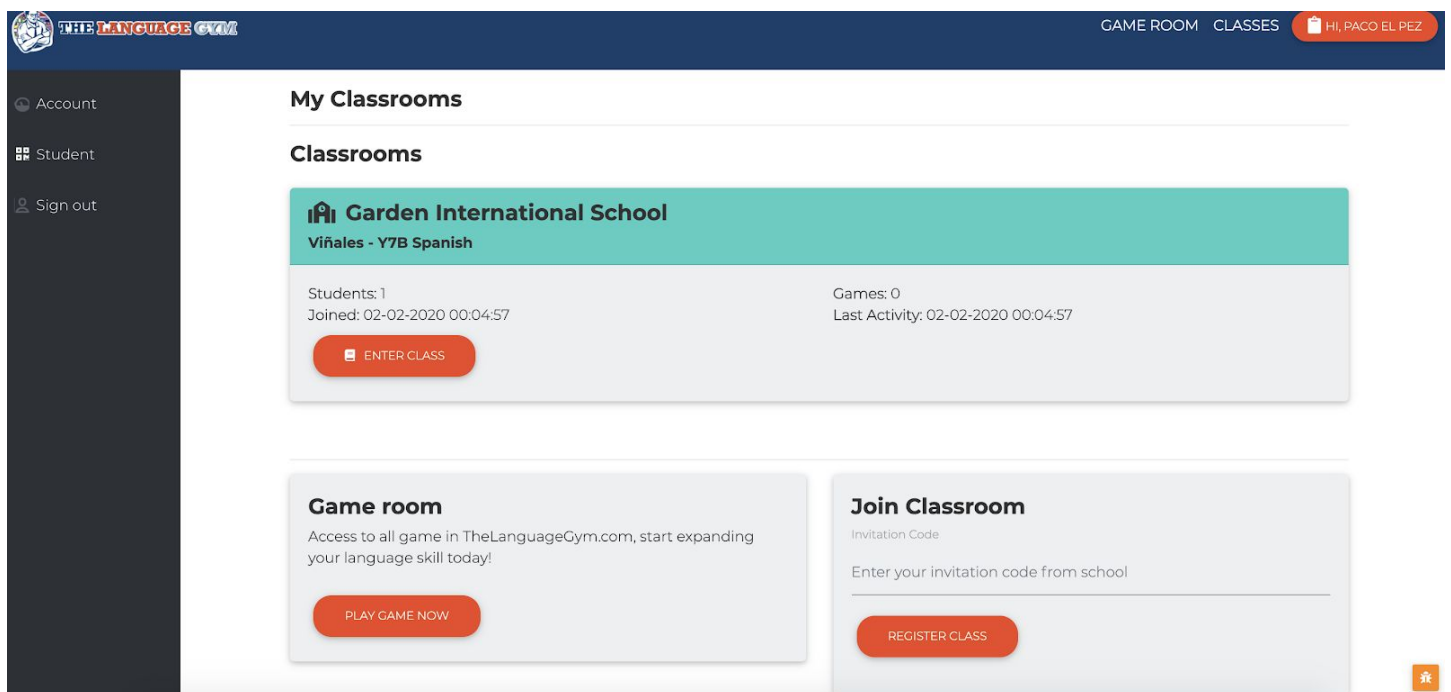 THE LANGUAGE GYM
GAME ROOM CLASSES HI, PACO EL PEZ
Account
Student
Sign out
My Classrooms
Classrooms
Garden International School
Viñales - Y7B Spanish
Students: 1
Joined: 02-02-2020 00:04:57
Games: 0
Last Activity: 02-02-2020 00:04:57
ENTER CLASS
Game room
Access to all game in TheLanguageGym.com, start expanding
your language skill today!
PLAY GAME NOW
Join Classroom
Invitation Code
Enter your invitation code from school
REGISTER CLASS